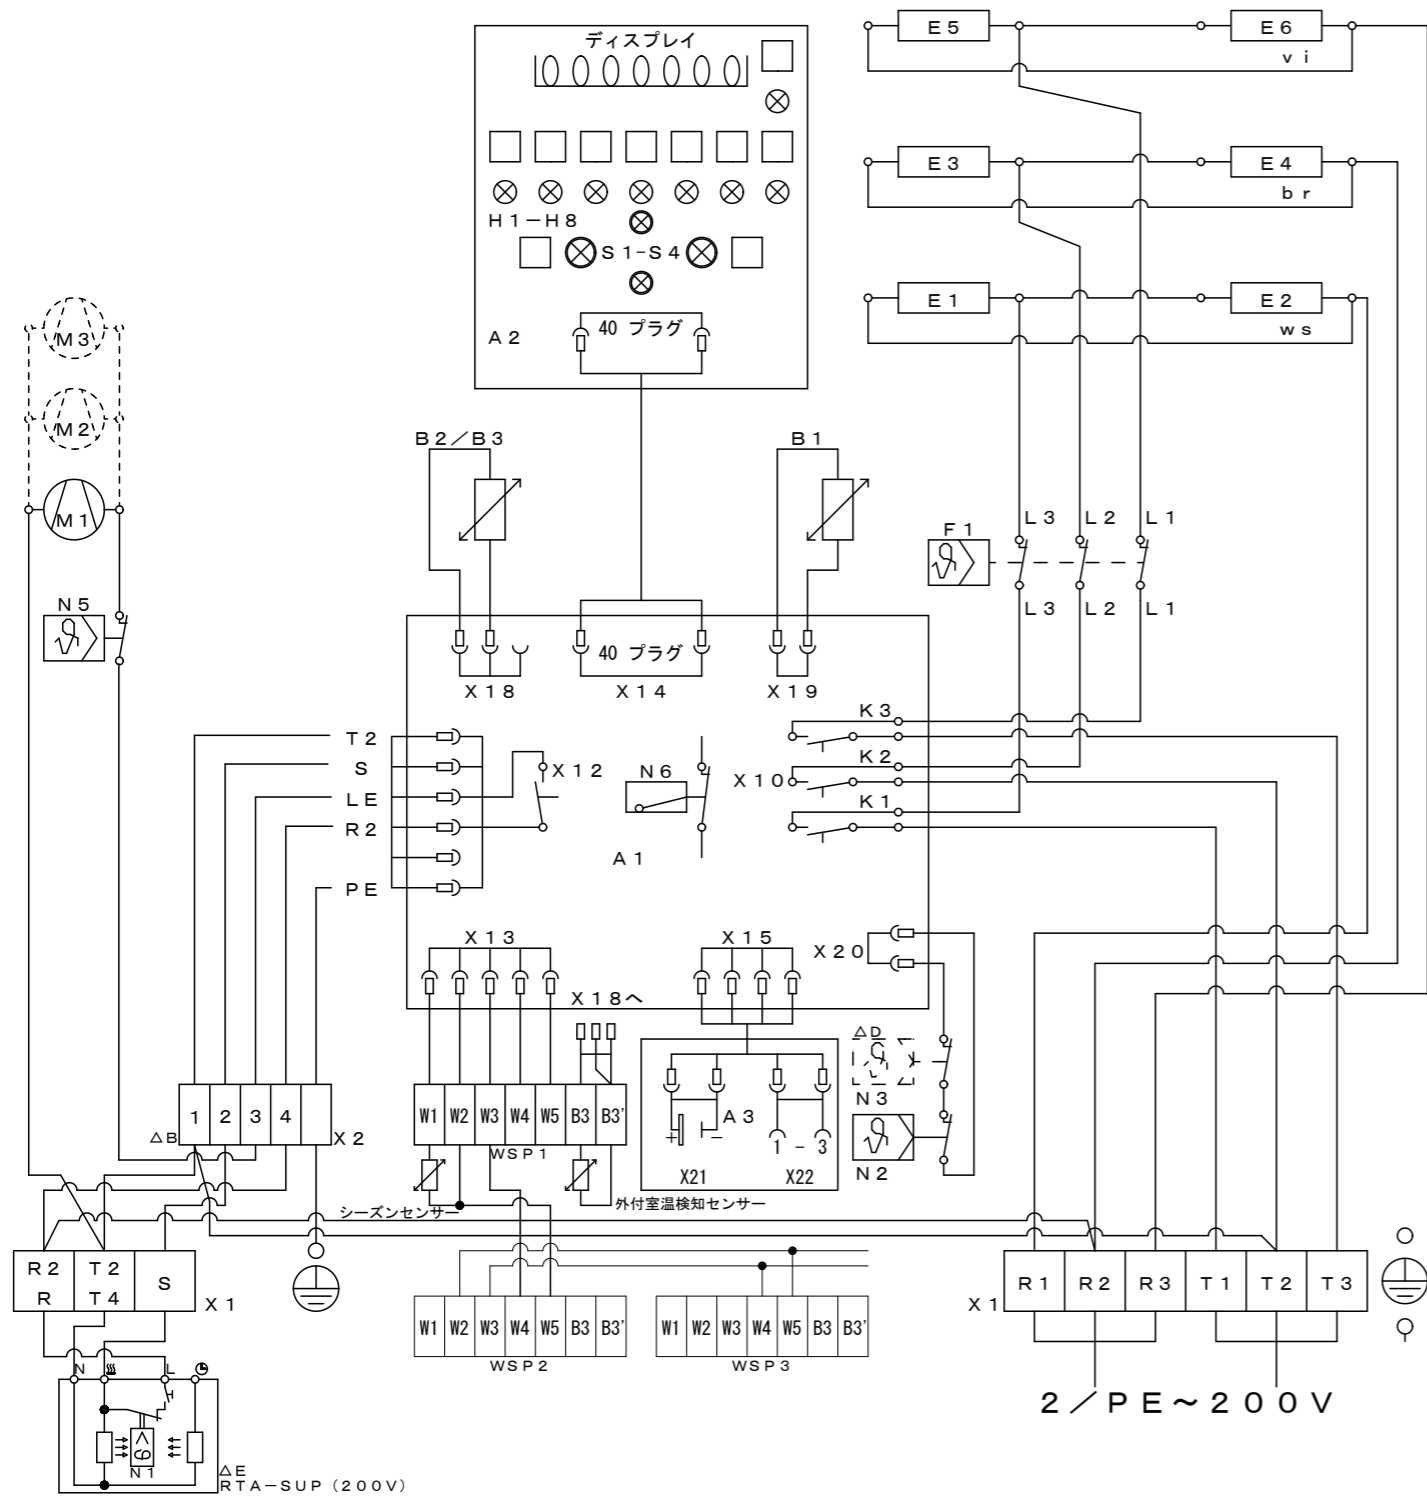 ディスプレイ
H1-H8
S1-S4
40 プラグ
A2
E5
E6
vi
E3
E4
br
E1
E2
ws
M3
M2
M1
N5
B2/B3
B1
F1
L3
L2
L1
L3
L2
L1
40 プラグ
X18
X14
X19
T2
S
LE
R2
PE
X12
N6
A1
K3
K2
X10
K1
X13
X15
X20
X18へ
△D
N3
N2
A3
+
-
1 - 3
X21
X22
1
2
3
4
△B
X2
W1
W2
W3
W4
W5
B3
B3'
WSP1
シーズンセンサー
外付室温検知センサー
R2
R
T2
T4
S
X1
W1
W2
W3
W4
W5
B3
B3'
WSP2
W1
W2
W3
W4
W5
B3
B3'
WSP3
X1
R1
R2
R3
T1
T2
T3
2/PE~200V
N
L
N1
△E
RTA-SUP (200V)